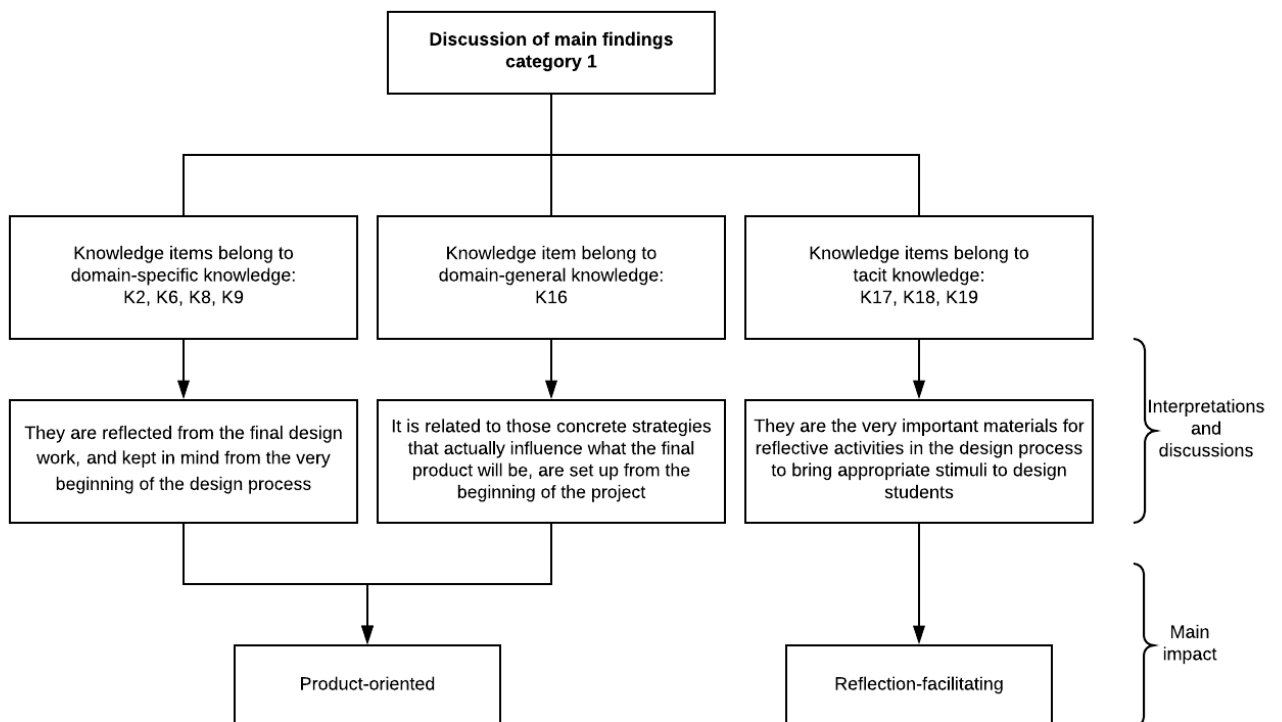 Discussion of main findings
category 1
Knowledge items belong to
domain-specific knowledge:
K2, K6, K8, K9
Knowledge item belong to
domain-general knowledge:
K16
Knowledge items belong to
tacit knowledge:
K17, K18, K19
They are reflected from the final design
work, and kept in mind from the very
beginning of the design process
It is related to those concrete strategies
that actually influence what the final
product will be, are set up from the
beginning of the project
They are the very important materials for
reflective activities in the design process
to bring appropriate stimuli to design
students
Interpretations
and
discussions
Product-oriented
Reflection-facilitating
Main
impact